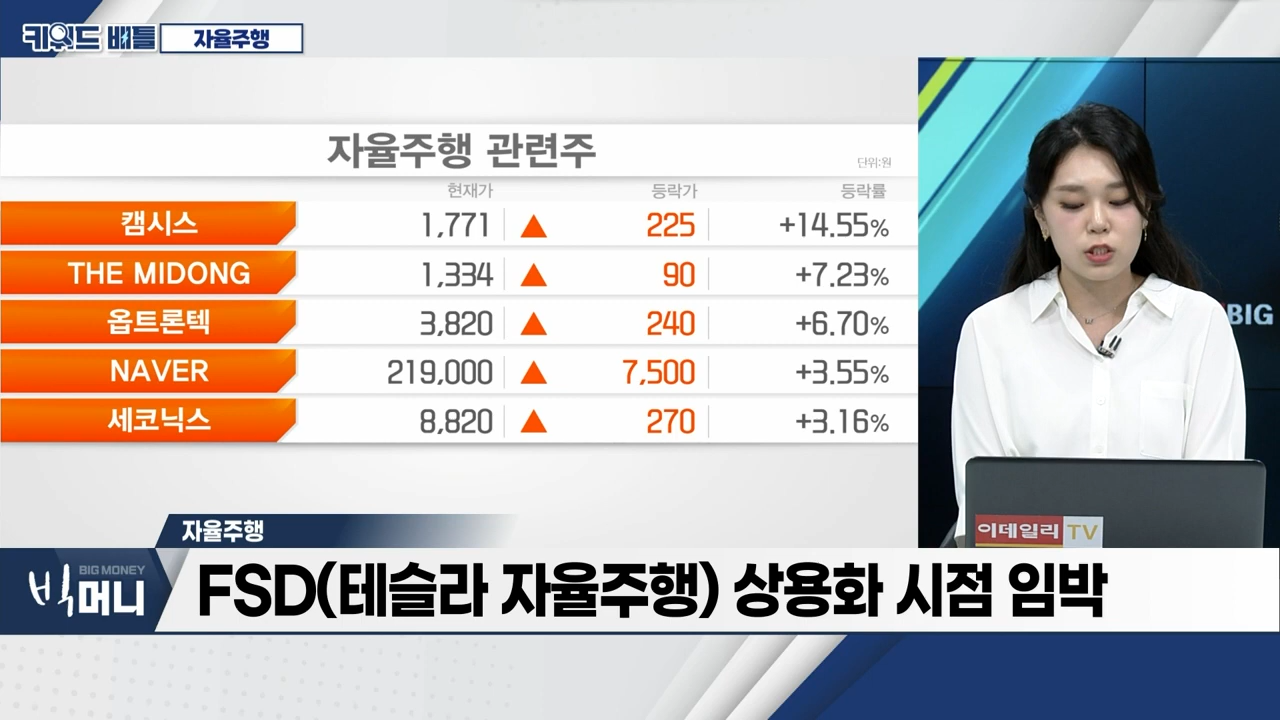 키워드 배틀 자율주행
자율주행 관련주
단위:원
현재가 등락가 등락률
캠시스 1,771 ▲ 225 +14.55%
THE MIDONG 1,334 ▲ 90 +7.23%
옵트론텍 3,820 ▲ 240 +6.70%
NAVER 219,000 ▲ 7,500 +3.55%
세코닉스 8,820 ▲ 270 +3.16%
BIG
이데일리 TV
자율주행
BIG MONEY
빅머니
FSD(테슬라 자율주행) 상용화 시점 임박